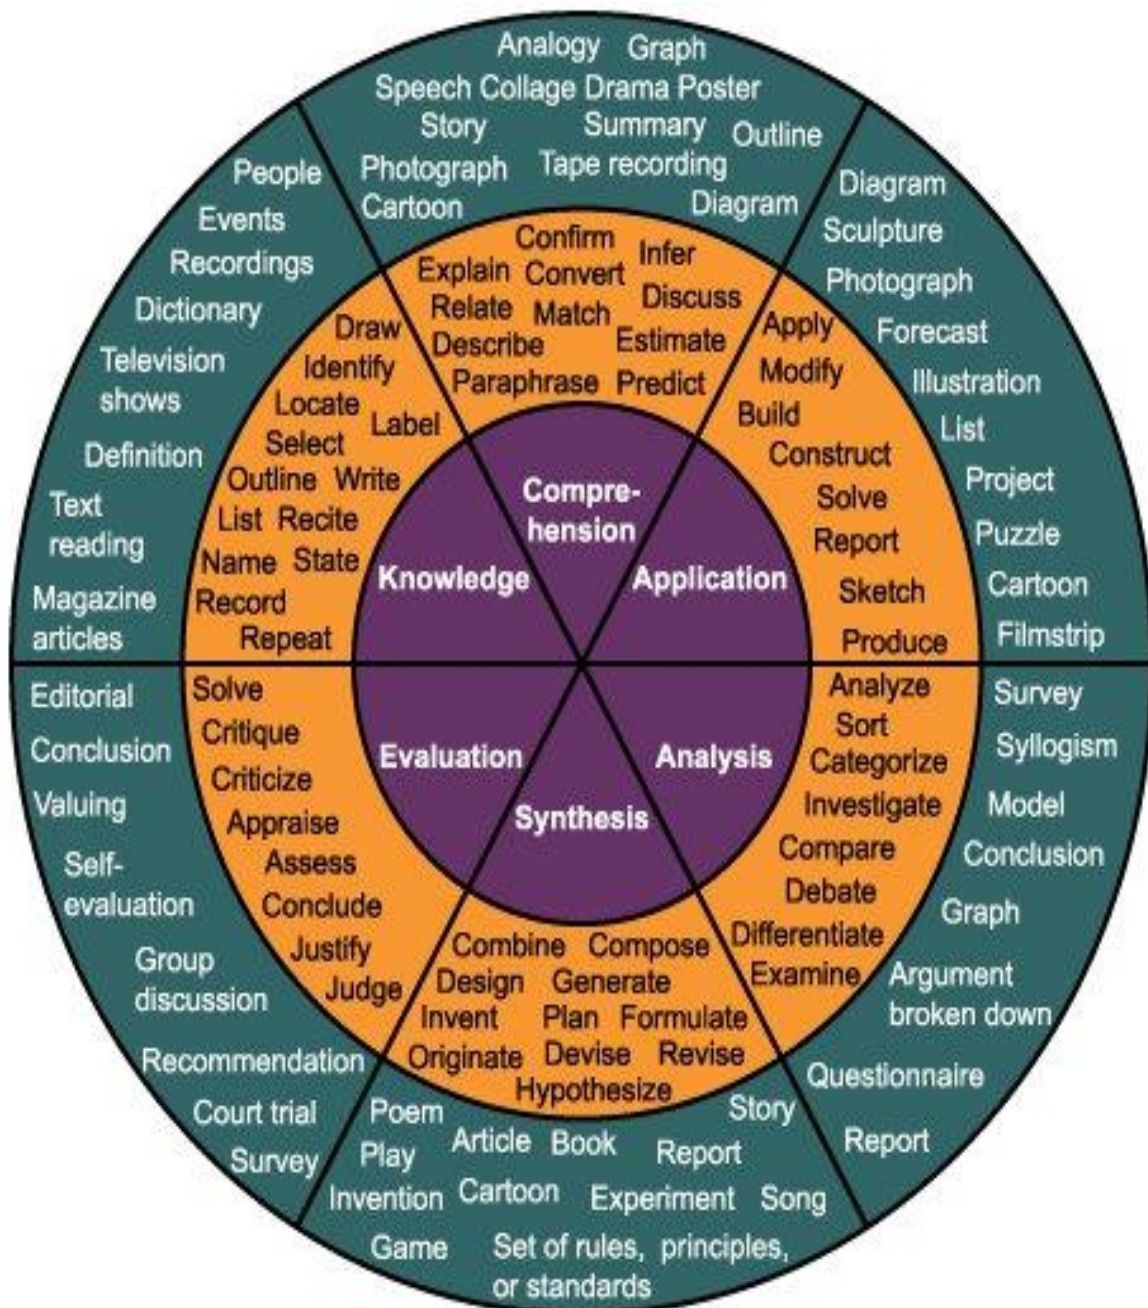 Analogy Graph
Speech Collage Drama Poster
Story Summary Outline
Photograph Tape recording
Cartoon Diagram
Confirm Infer
Explain Convert
Relate Match Discuss
Describe Estimate
Paraphrase Predict
Compre-
hension
Diagram
Sculpture
Photograph
Forecast
Illustration
List
Project
Puzzle
Cartoon
Filmstrip
Apply
Modify
Build
Construct
Solve
Report
Sketch
Produce
Application
Survey
Syllogism
Model
Conclusion
Graph
Argument
broken down
Questionnaire
Report
Analyze
Sort
Categorize
Investigate
Compare
Debate
Differentiate
Examine
Analysis
Synthesis
Combine Compose
Design Generate
Invent Plan Formulate
Originate Devise Revise
Hypothesize
Poem Story
Play Article Book Report
Invention Cartoon Experiment Song
Game Set of rules, principles,
or standards
Evaluation
Solve
Critique
Criticize
Appraise
Assess
Conclude
Justify
Judge
Editorial
Conclusion
Valuing
Self-
evaluation
Group
discussion
Recommendation
Court trial
Survey
Knowledge
Draw
Identify
Locate Label
Select
Outline Write
List Recite
Name State
Record
Repeat
People
Events
Recordings
Dictionary
Television
shows
Definition
Text
reading
Magazine
articles